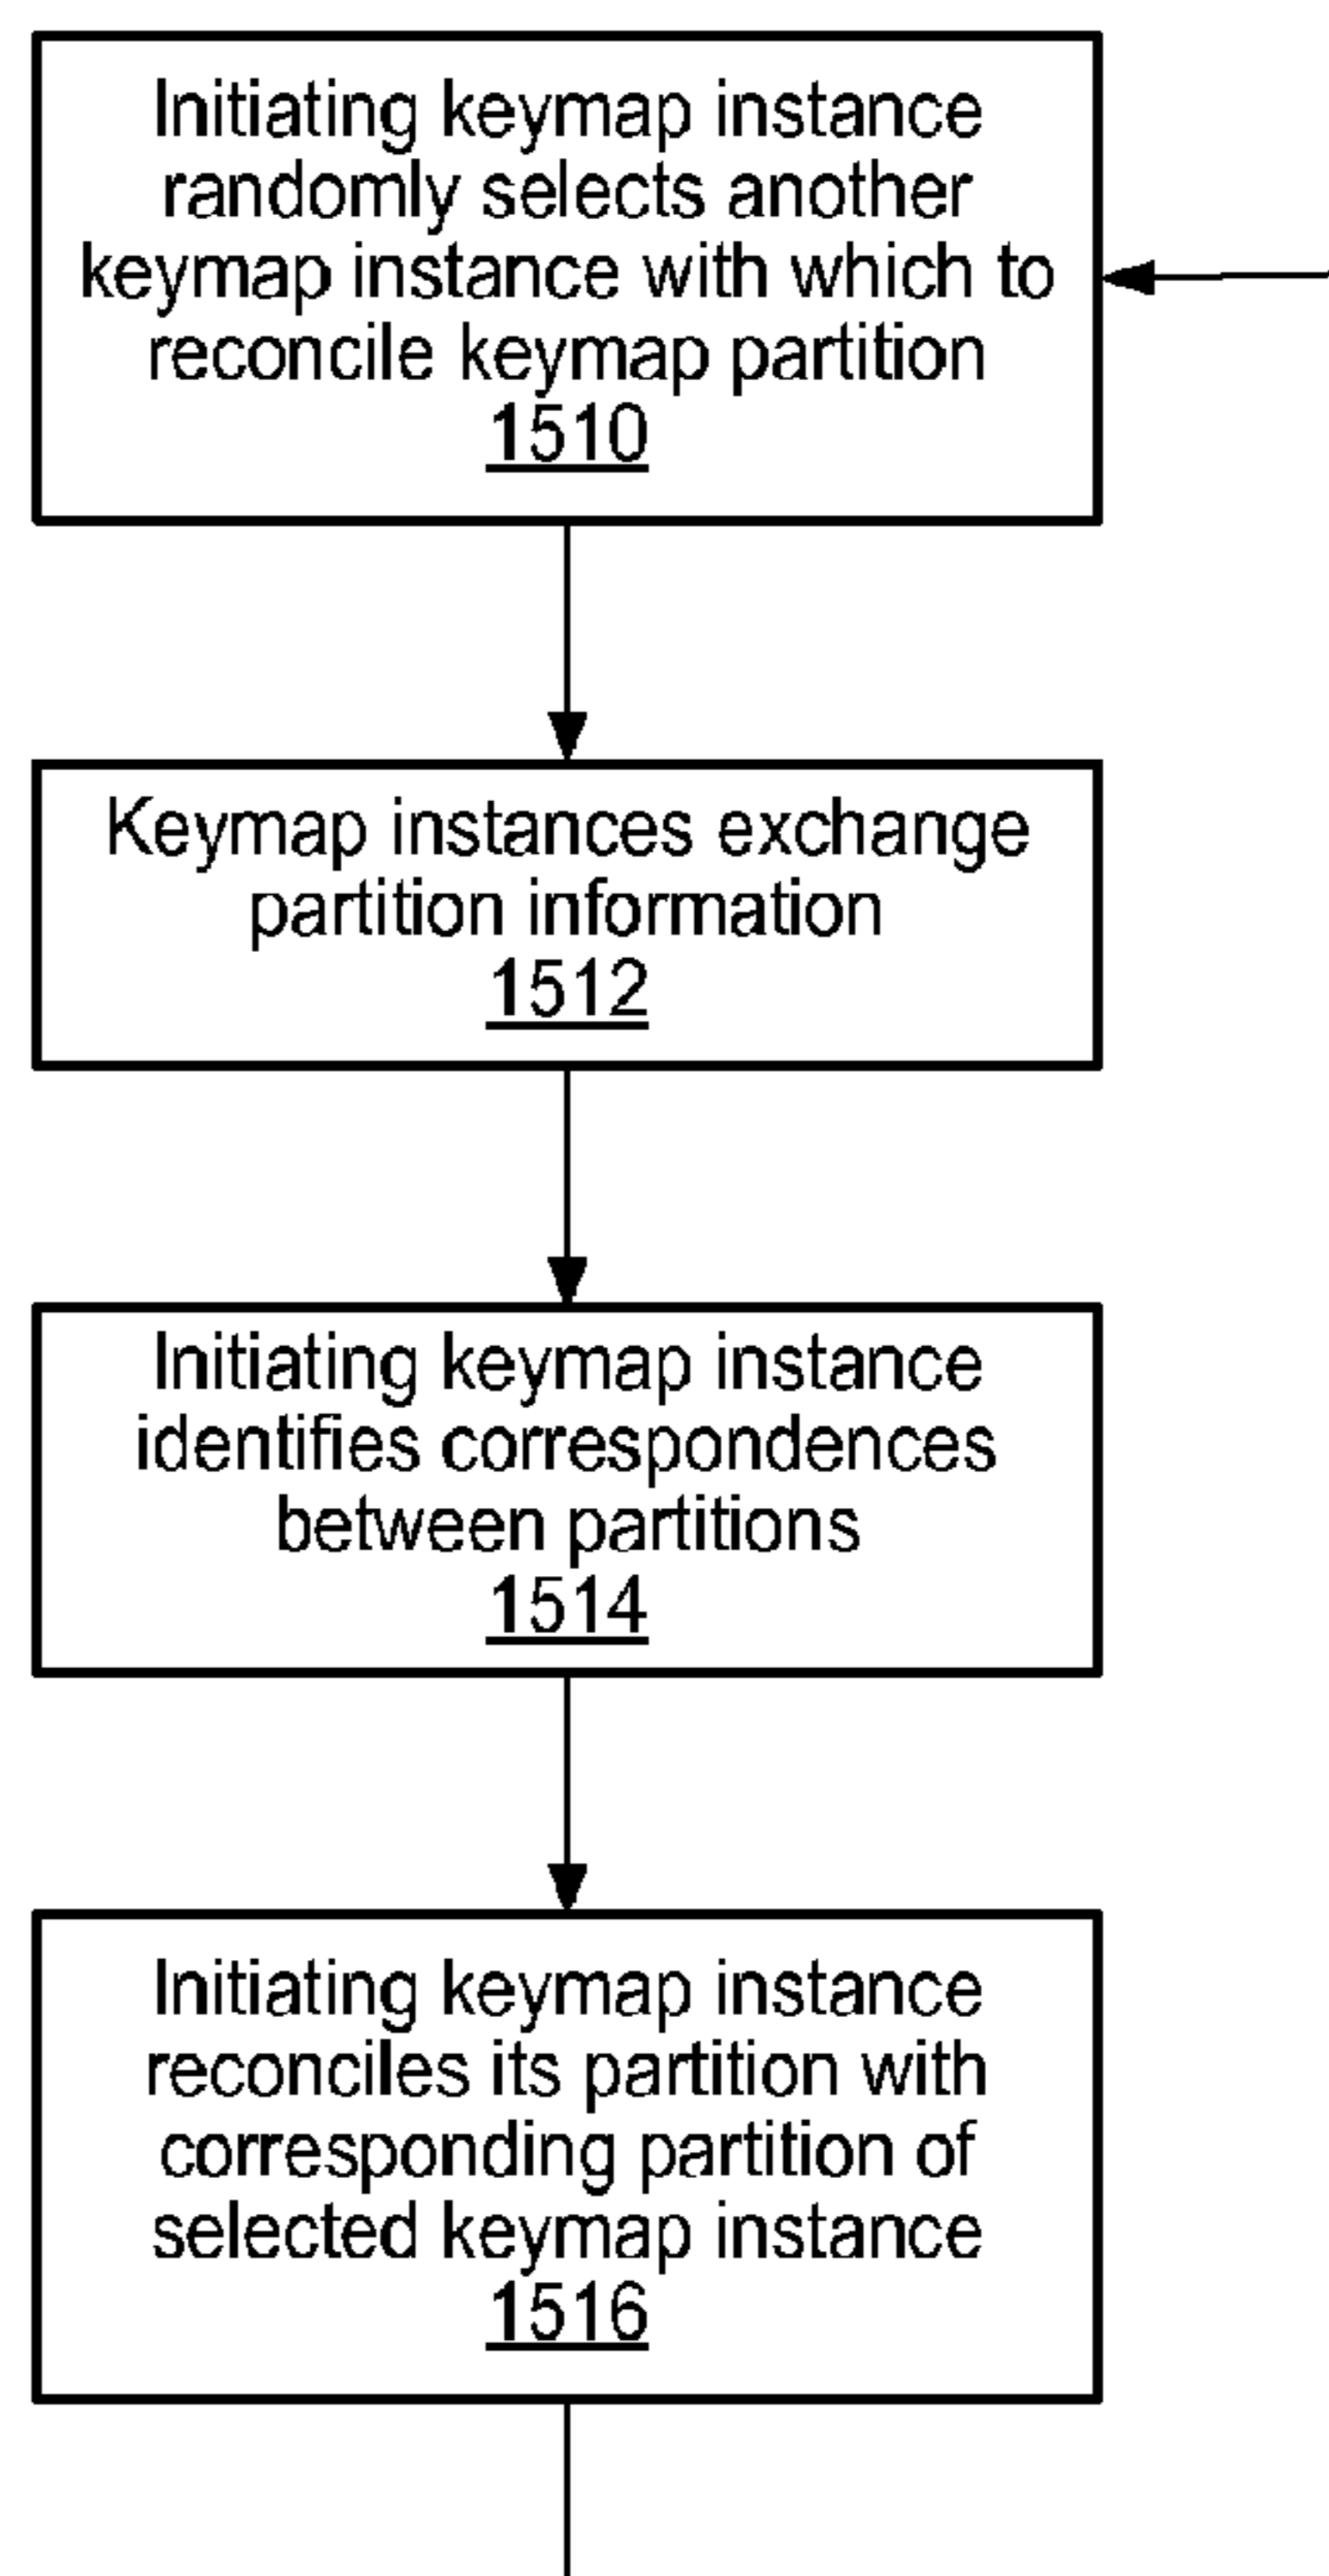 Initiating keymap instance
randomly selects another
keymap instance with which to
reconcile keymap partition
1510
Keymap instances exchange
partition information
1512
Initiating keymap instance
identifies correspondences
between partitions
1514
Initiating keymap instance
reconciles its partition with
corresponding partition of
selected keymap instance
1516